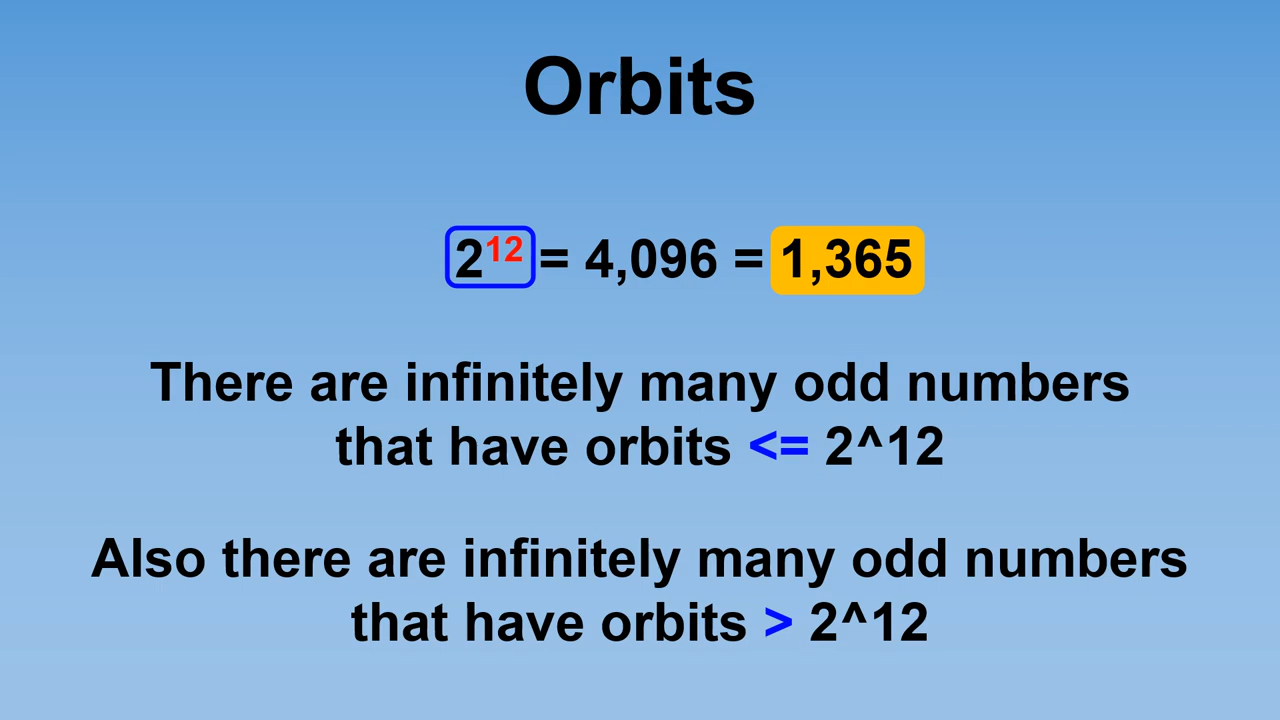 Orbits
2¹² = 4,096 = 1,365
There are infinitely many odd numbers
that have orbits <= 2^12
Also there are infinitely many odd numbers
that have orbits > 2^12